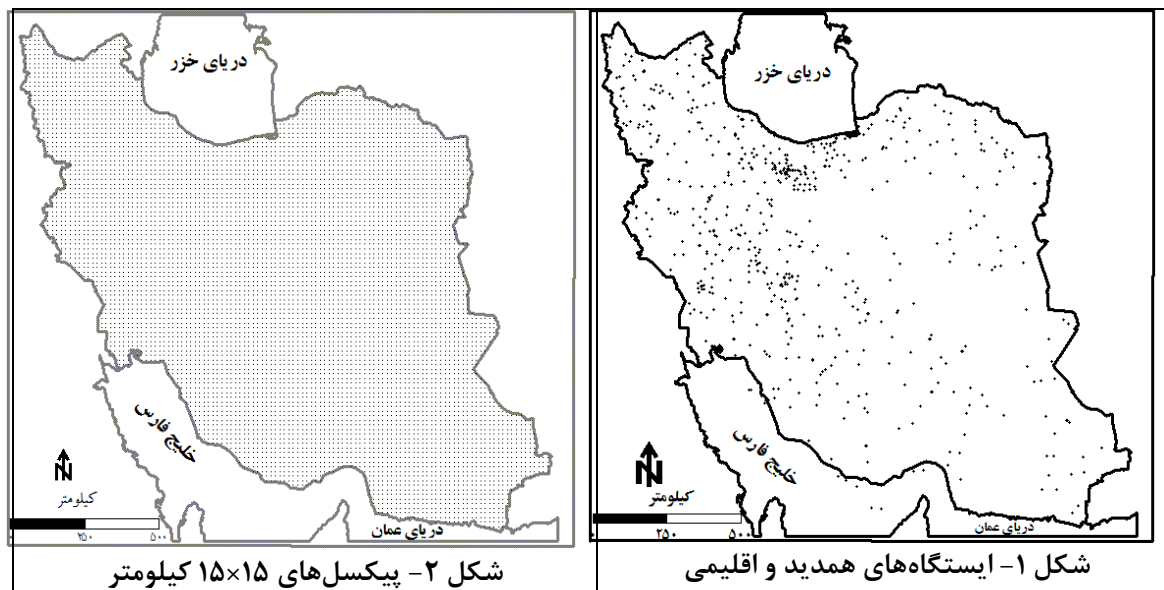 دریای خزر
خلیج فارس
N
کیلومتر
۵۰۰
۲۵۰
دریای عمان
شکل ۱- ایستگاه‌های همدید و اقلیمی
دریای خزر
خلیج فارس
N
کیلومتر
۵۰۰
۲۵۰
دریای عمان
شکل ۲- پیکسل‌های ۱۵×۱۵ کیلومتر